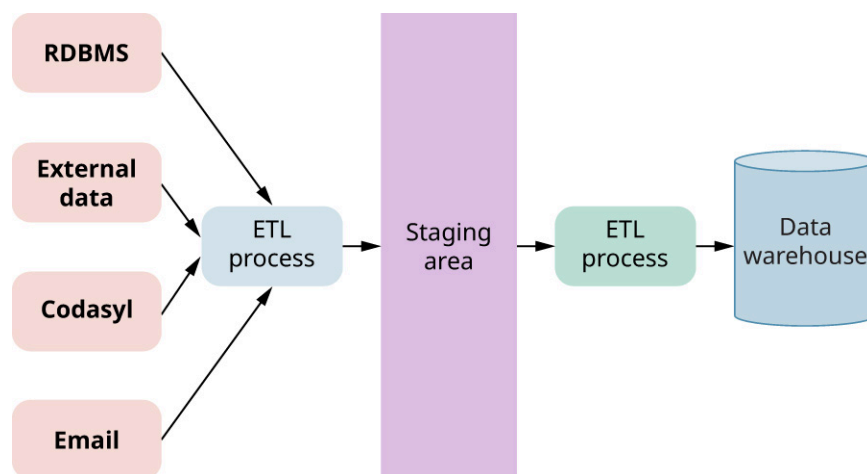 RDBMS
External
data
Codasyl
Email
ETL
process
Staging
area
ETL
process
Data
warehouse